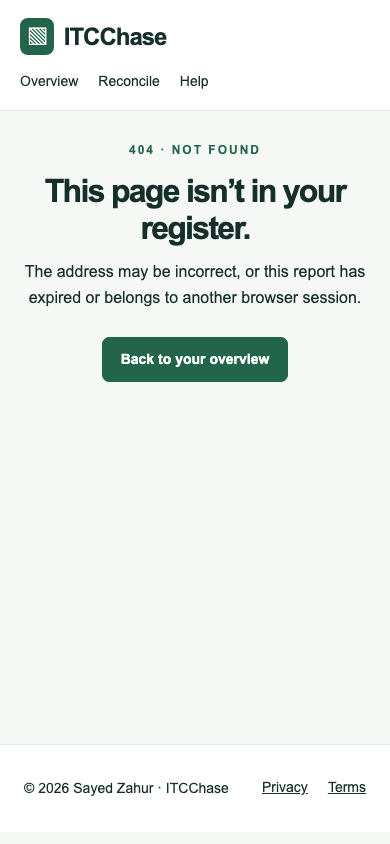 ITCChase
Overview Reconcile Help
404 · NOT FOUND
This page isn’t in your
register.
The address may be incorrect, or this report has
expired or belongs to another browser session.
Back to your overview
© 2026 Sayed Zahur · ITCChase Privacy Terms